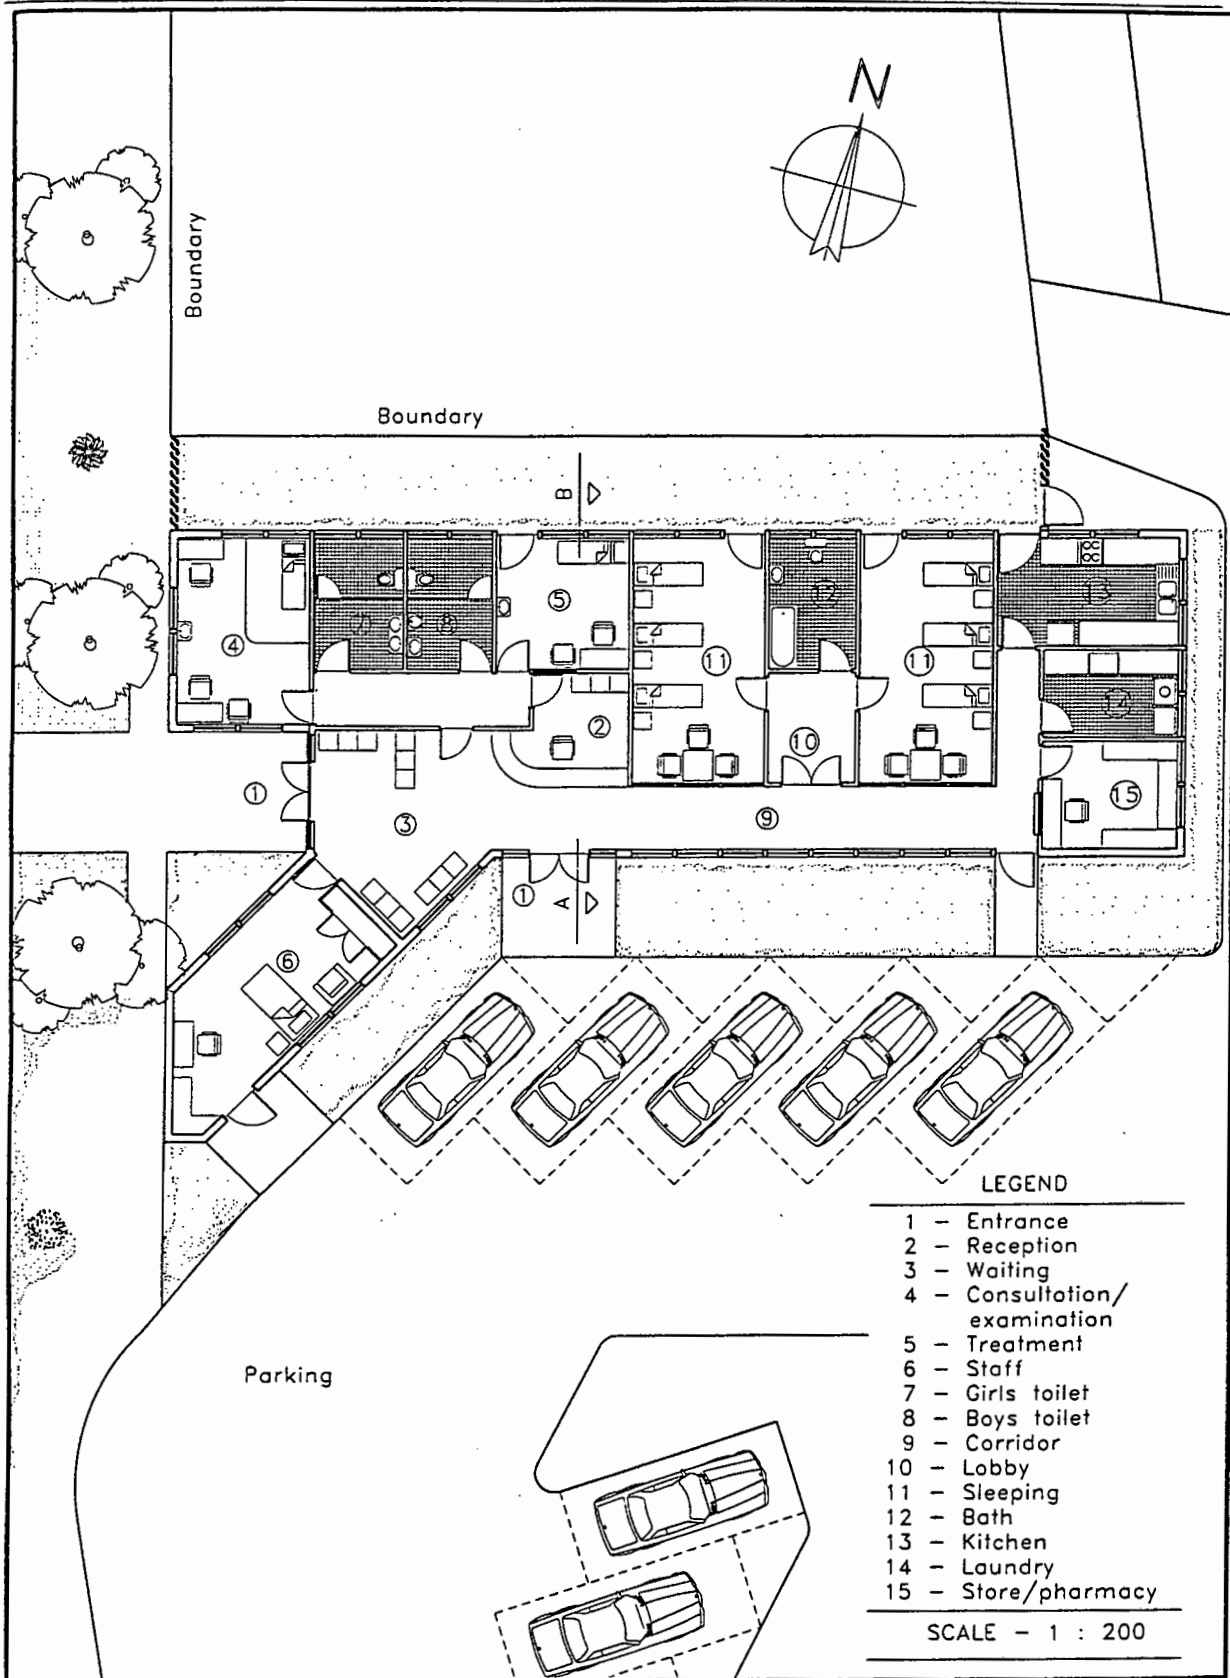 N
Boundary
Boundary
B
4
7
8
5
11
12
11
13
14
2
10
1
3
9
15
1
A
6
Parking
LEGEND
1 - Entrance
2 - Reception
3 - Waiting
4 - Consultation/
examination
5 - Treatment
6 - Staff
7 - Girls toilet
8 - Boys toilet
9 - Corridor
10 - Lobby
11 - Sleeping
12 - Bath
13 - Kitchen
14 - Laundry
15 - Store/pharmacy
SCALE - 1 : 200